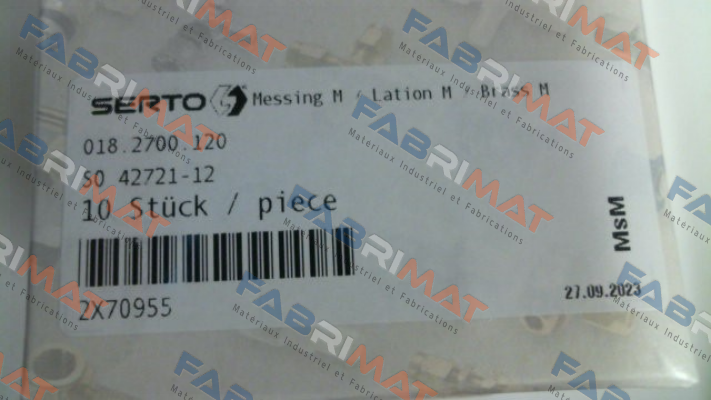 SERTO Messing M / Lation M / Brass M
018.2700.120
SO 42721-12
10 Stück / piece
2X70955
MsM
27.09.2023
FABRIMAT
Matériaux Industriel et Fabrications